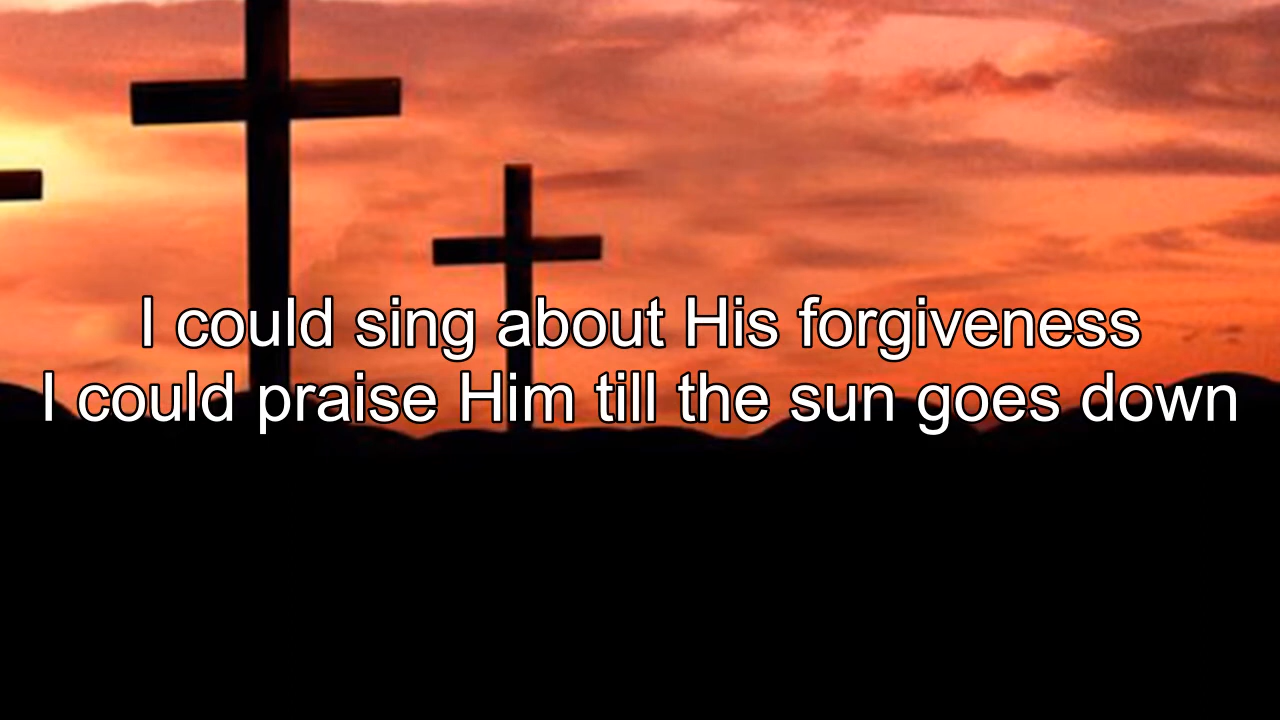 I could sing about His forgiveness
I could praise Him till the sun goes down